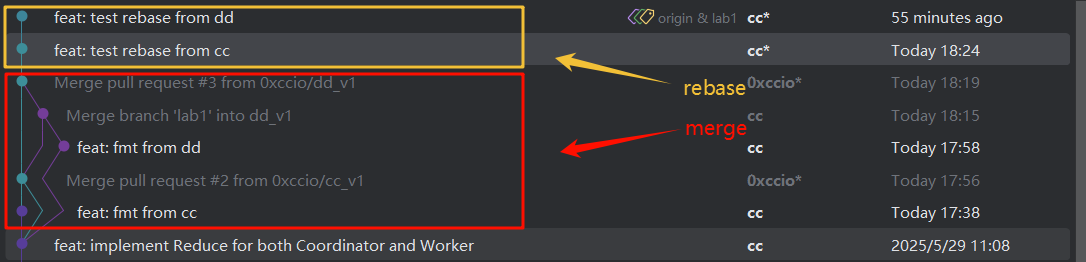 feat: test rebase from dd origin & lab1 cc* 55 minutes ago
feat: test rebase from cc cc* Today 18:24
Merge pull request #3 from 0xccio/dd_v1 0xccio* Today 18:19
rebase
Merge branch 'lab1' into dd_v1 cc Today 18:15
merge
feat: fmt from dd cc Today 17:58
Merge pull request #2 from 0xccio/cc_v1 0xccio* Today 17:56
feat: fmt from cc cc Today 17:38
feat: implement Reduce for both Coordinator and Worker cc 2025/5/29 11:08